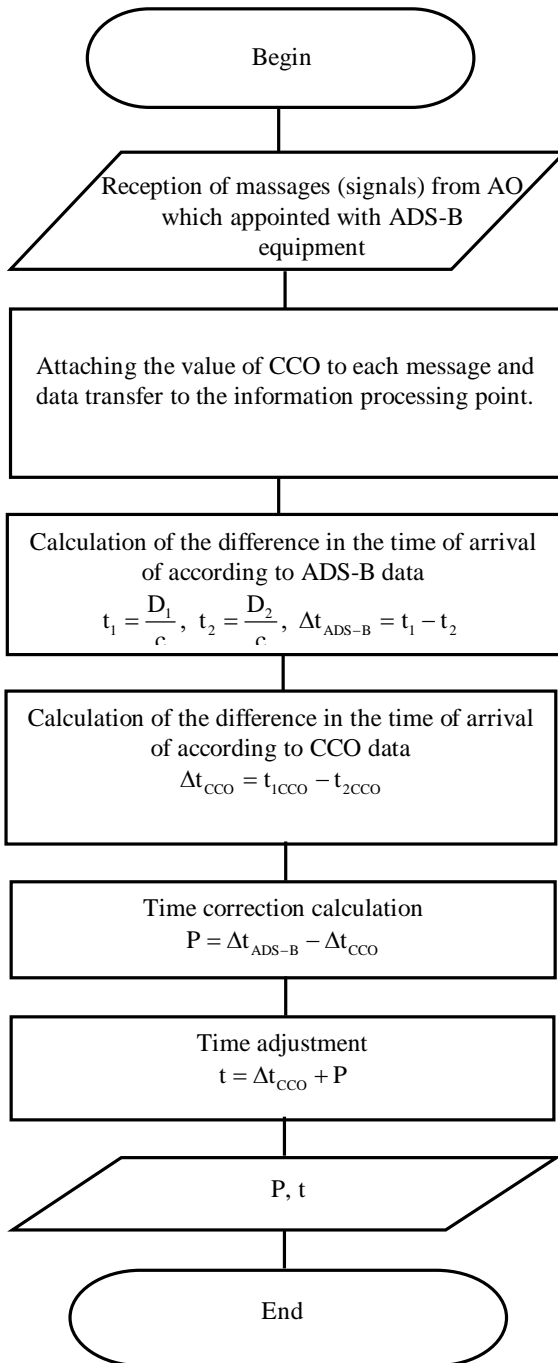 Begin
Reception of massages (signals) from AO
which appointed with ADS-B
equipment
Attaching the value of CCO to each message and
data transfer to the information processing point.
Calculation of the difference in the time of arrival
of according to ADS-B data
t₁ = D₁/c, t₂ = D₂/c, Δt_ADS−B = t₁ − t₂
Calculation of the difference in the time of arrival
of according to CCO data
Δt_CCO = t_1CCO − t_2CCO
Time correction calculation
P = Δt_ADS−B − Δt_CCO
Time adjustment
t = Δt_CCO + P
P, t
End